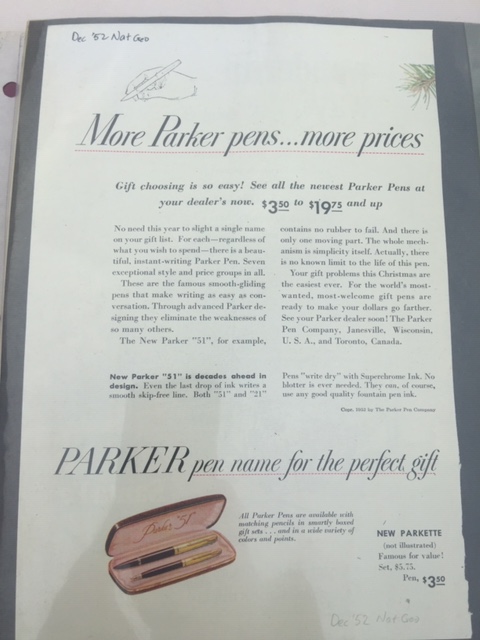 Dec '52 Nat Geo
More Parker pens...more prices
Gift choosing is so easy! See all the newest Parker Pens at
your dealer's now. $3.50 to $19.75 and up
No need this year to slight a single name
on your gift list. For each—regardless of
what you wish to spend—there is a beau-
tiful, instant-writing Parker Pen. Seven
exceptional style and price groups in all.
These are the famous smooth-gliding
pens that make writing as easy as con-
versation. Through advanced Parker de-
signing they eliminate the weaknesses of
so many others.
The New Parker "51", for example,
contains no rubber to fail. And there is
only one moving part. The whole mech-
anism is simplicity itself. Actually, there
is no known limit to the life of this pen.
Your gift problems this Christmas are
the easiest ever. For the world's most-
wanted, most-welcome gift pens are
ready to make your dollars go farther.
See your Parker dealer soon! The Parker
Pen Company, Janesville, Wisconsin,
U. S. A., and Toronto, Canada.
New Parker "51" is decades ahead in
design. Even the last drop of ink writes a
smooth skip-free line. Both "51" and "21"
Pens "write dry" with Superchrome Ink. No
blotter is ever needed. They can, of course,
use any good quality fountain pen ink.
Copr. 1952 by The Parker Pen Company
PARKER pen name for the perfect gift
Parker "51"
All Parker Pens are available with
matching pencils in smartly boxed
gift sets . . . and in a wide variety of
colors and points.
NEW PARKETTE
(not illustrated)
Famous for value!
Set, $5.75.
Pen, $3.50
Dec '52 Nat Geo